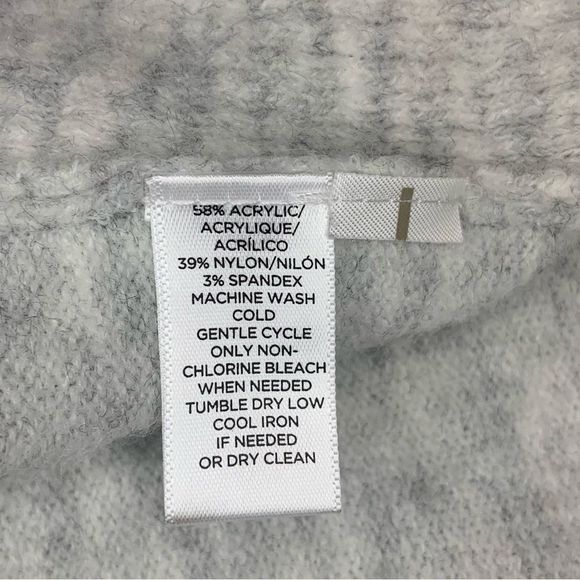 58% ACRYLIC/
ACRYLIQUE/
ACRÍLICO
39% NYLON/NILÓN
3% SPANDEX
MACHINE WASH
COLD
GENTLE CYCLE
ONLY NON-
CHLORINE BLEACH
WHEN NEEDED
TUMBLE DRY LOW
COOL IRON
IF NEEDED
OR DRY CLEAN